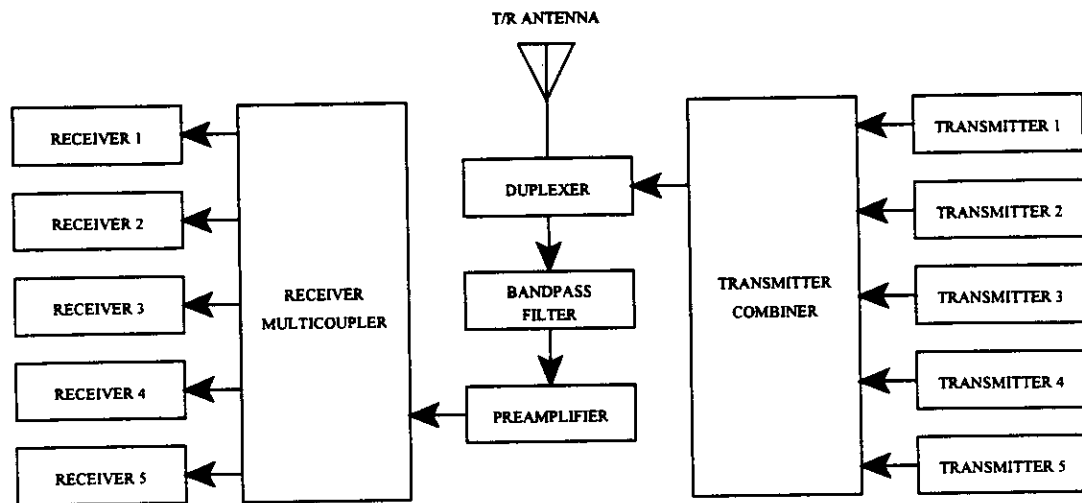 T/R ANTENNA
RECEIVER 1
RECEIVER 2
RECEIVER 3
RECEIVER 4
RECEIVER 5
RECEIVER
MULTICOUPLER
DUPLEXER
BANDPASS
FILTER
PREAMPLIFIER
TRANSMITTER
COMBINER
TRANSMITTER 1
TRANSMITTER 2
TRANSMITTER 3
TRANSMITTER 4
TRANSMITTER 5